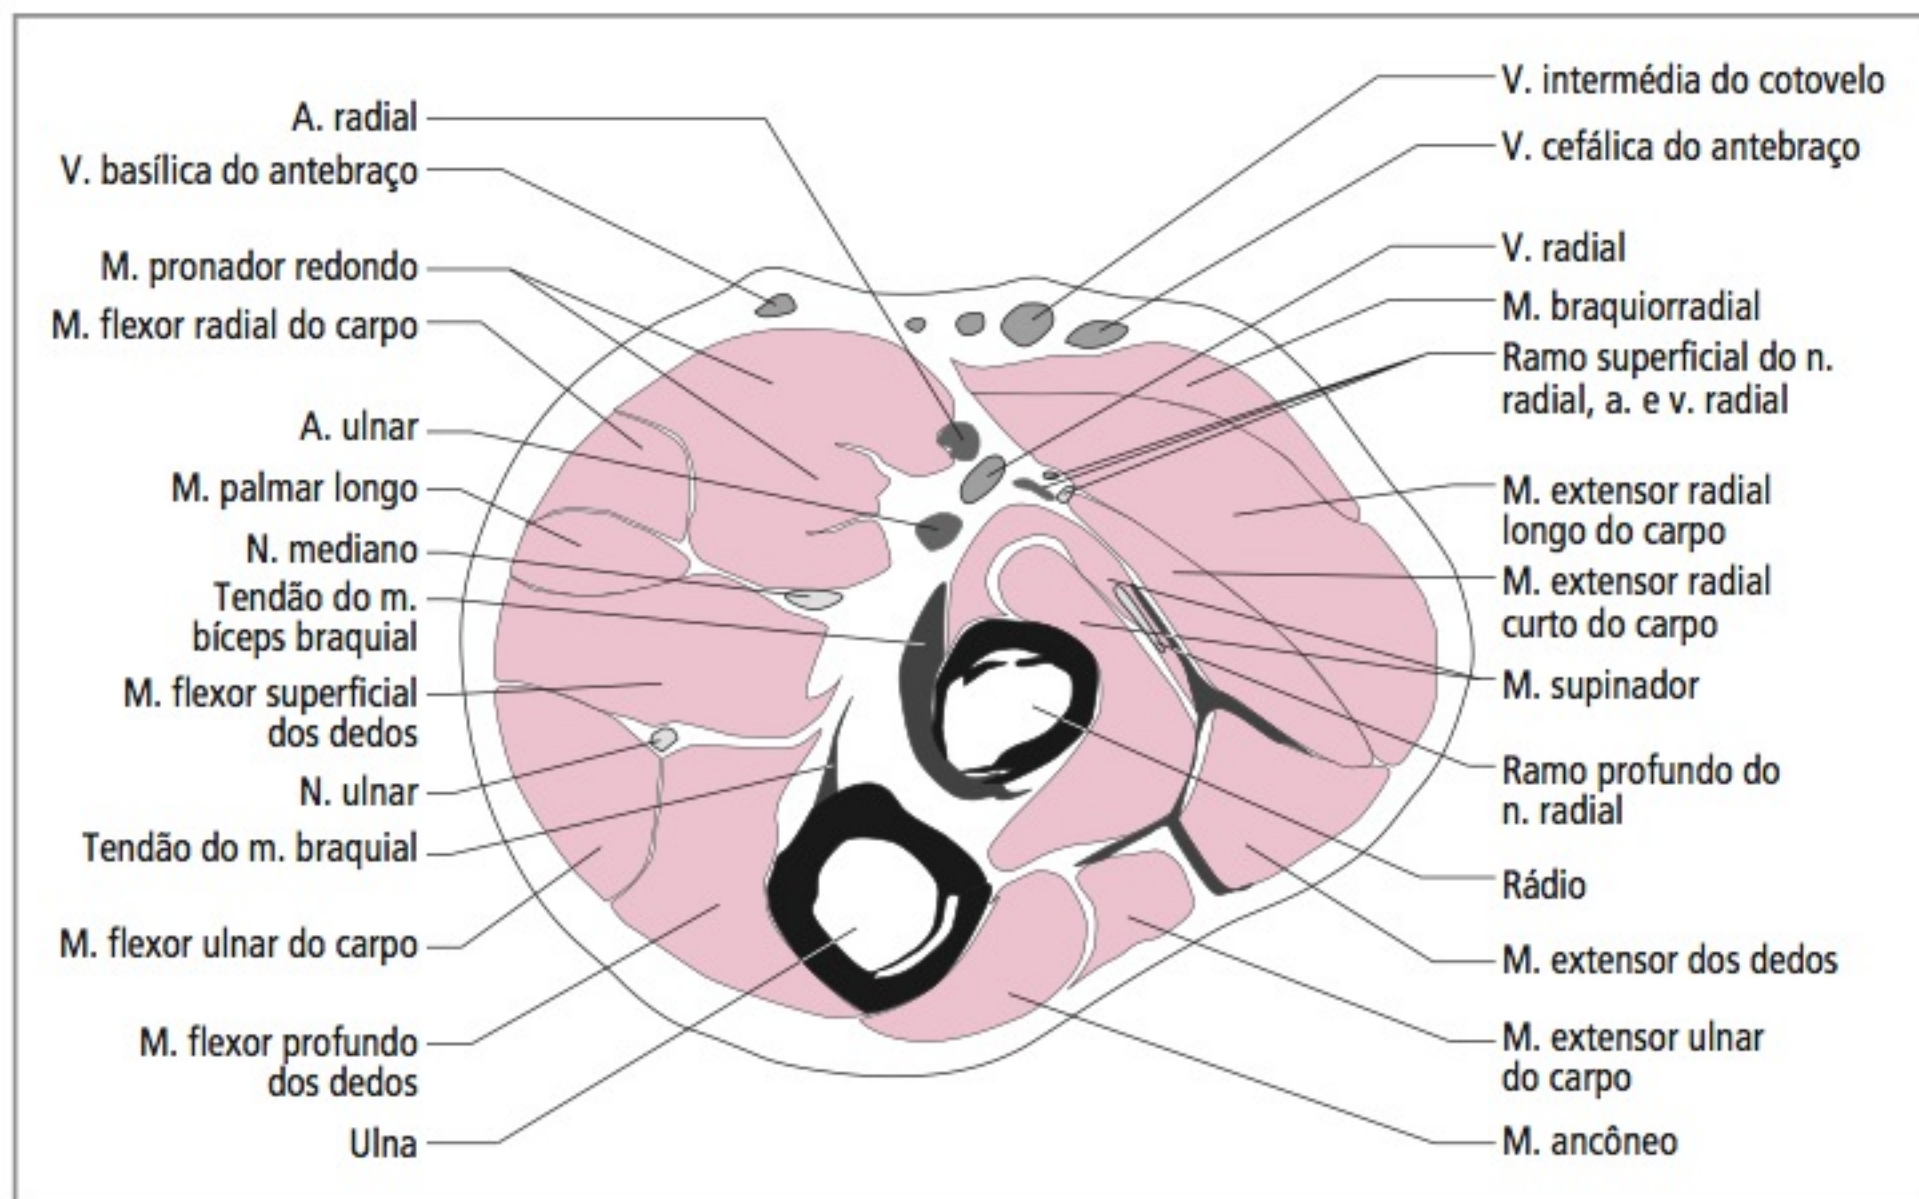 A. radial
V. basílica do antebraço
M. pronador redondo
M. flexor radial do carpo
A. ulnar
M. palmar longo
N. mediano
Tendão do m.
bíceps braquial
M. flexor superficial
dos dedos
N. ulnar
Tendão do m. braquial
M. flexor ulnar do carpo
M. flexor profundo
dos dedos
Ulna
V. intermédia do cotovelo
V. cefálica do antebraço
V. radial
M. braquiorradial
Ramo superficial do n.
radial, a. e v. radial
M. extensor radial
longo do carpo
M. extensor radial
curto do carpo
M. supinador
Ramo profundo do
n. radial
Rádio
M. extensor dos dedos
M. extensor ulnar
do carpo
M. ancôneo